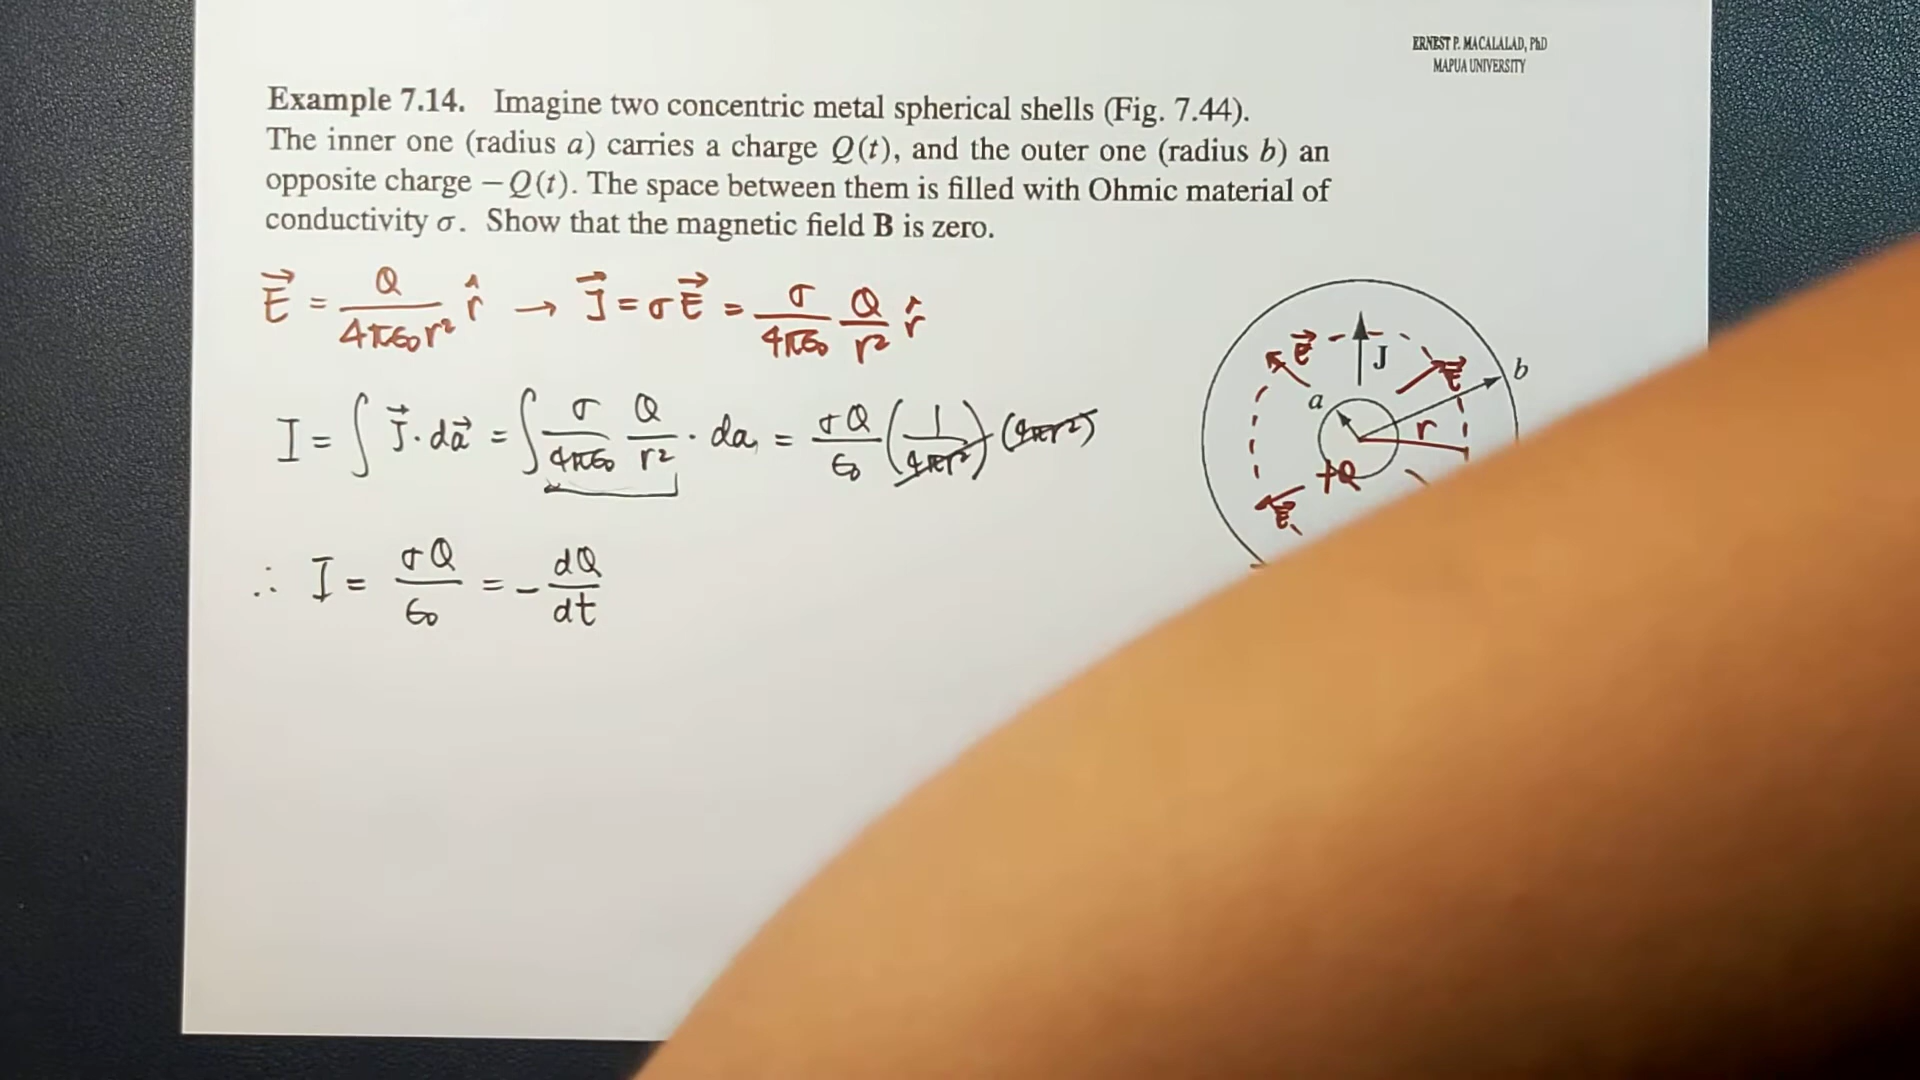 ERNEST P. MACALALAD, PhD
MAPUA UNIVERSITY
Example 7.14. Imagine two concentric metal spherical shells (Fig. 7.44).
The inner one (radius a) carries a charge Q(t), and the outer one (radius b) an
opposite charge −Q(t). The space between them is filled with Ohmic material of
conductivity σ. Show that the magnetic field B is zero.
E⃗ = Q / 4πε₀r² r̂ → J⃗ = σE⃗ = σ / 4πε₀ Q / r² r̂
I = ∫ J⃗ · da⃗ = ∫ σ / 4πε₀ Q / r² · da, = σQ / ε₀ (1 / 4πr²) (4πr²)
∴ I = σQ / ε₀ = − dQ / dt
E⃗ J E⃗ b
a r
+Q
E⃗